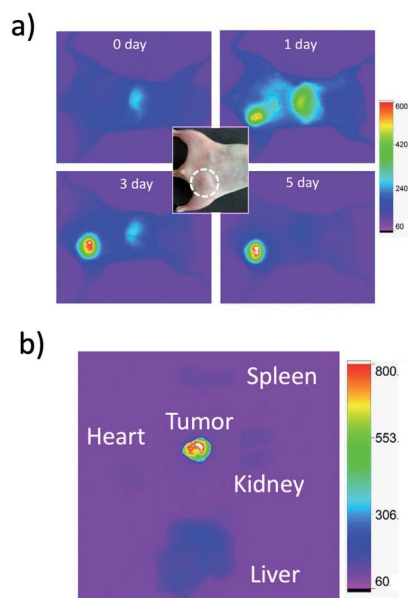 a)
0 day
1 day
3 day
5 day
600
420
240
60
b)
Spleen
Tumor
Heart
Kidney
Liver
800.
553.
306.
60